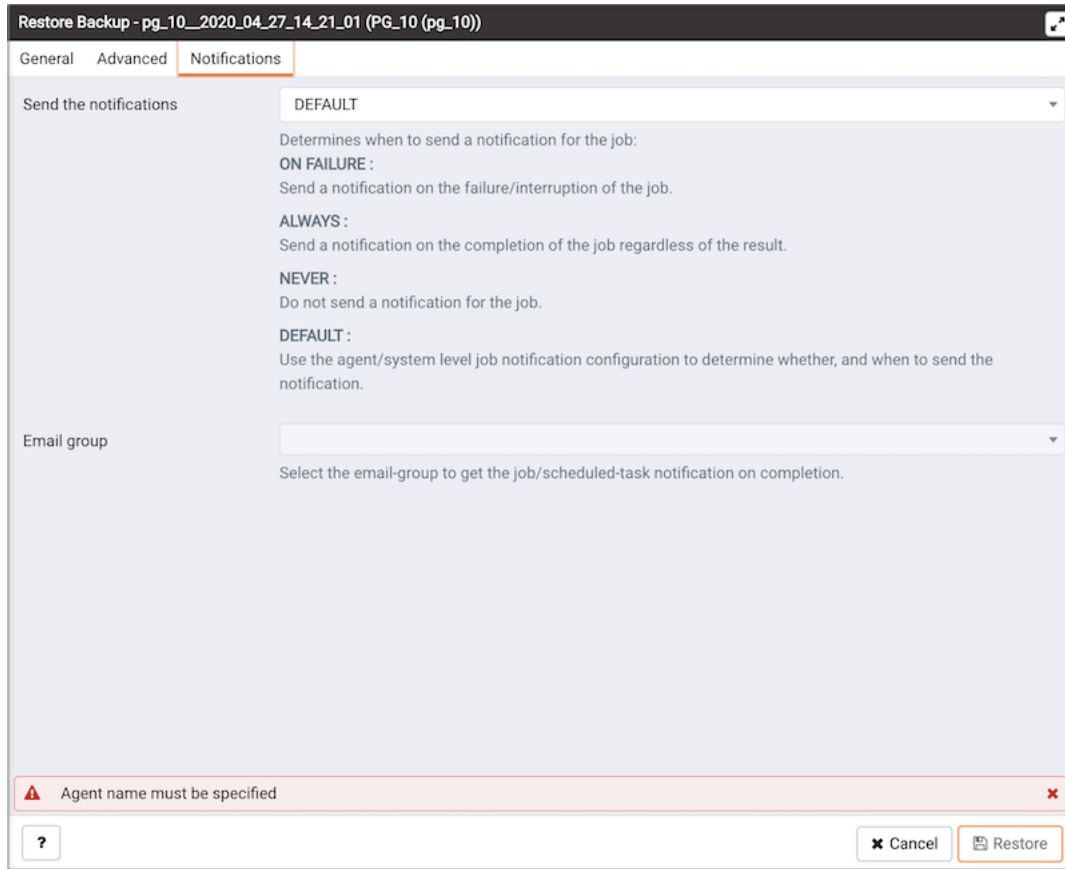 Restore Backup - pg_10__2020_04_27_14_21_01 (PG_10 (pg_10))
General Advanced Notifications
Send the notifications DEFAULT
Determines when to send a notification for the job:
ON FAILURE :
Send a notification on the failure/interruption of the job.
ALWAYS :
Send a notification on the completion of the job regardless of the result.
NEVER :
Do not send a notification for the job.
DEFAULT :
Use the agent/system level job notification configuration to determine whether, and when to send the
notification.
Email group
Select the email-group to get the job/scheduled-task notification on completion.
Agent name must be specified
? Cancel Restore